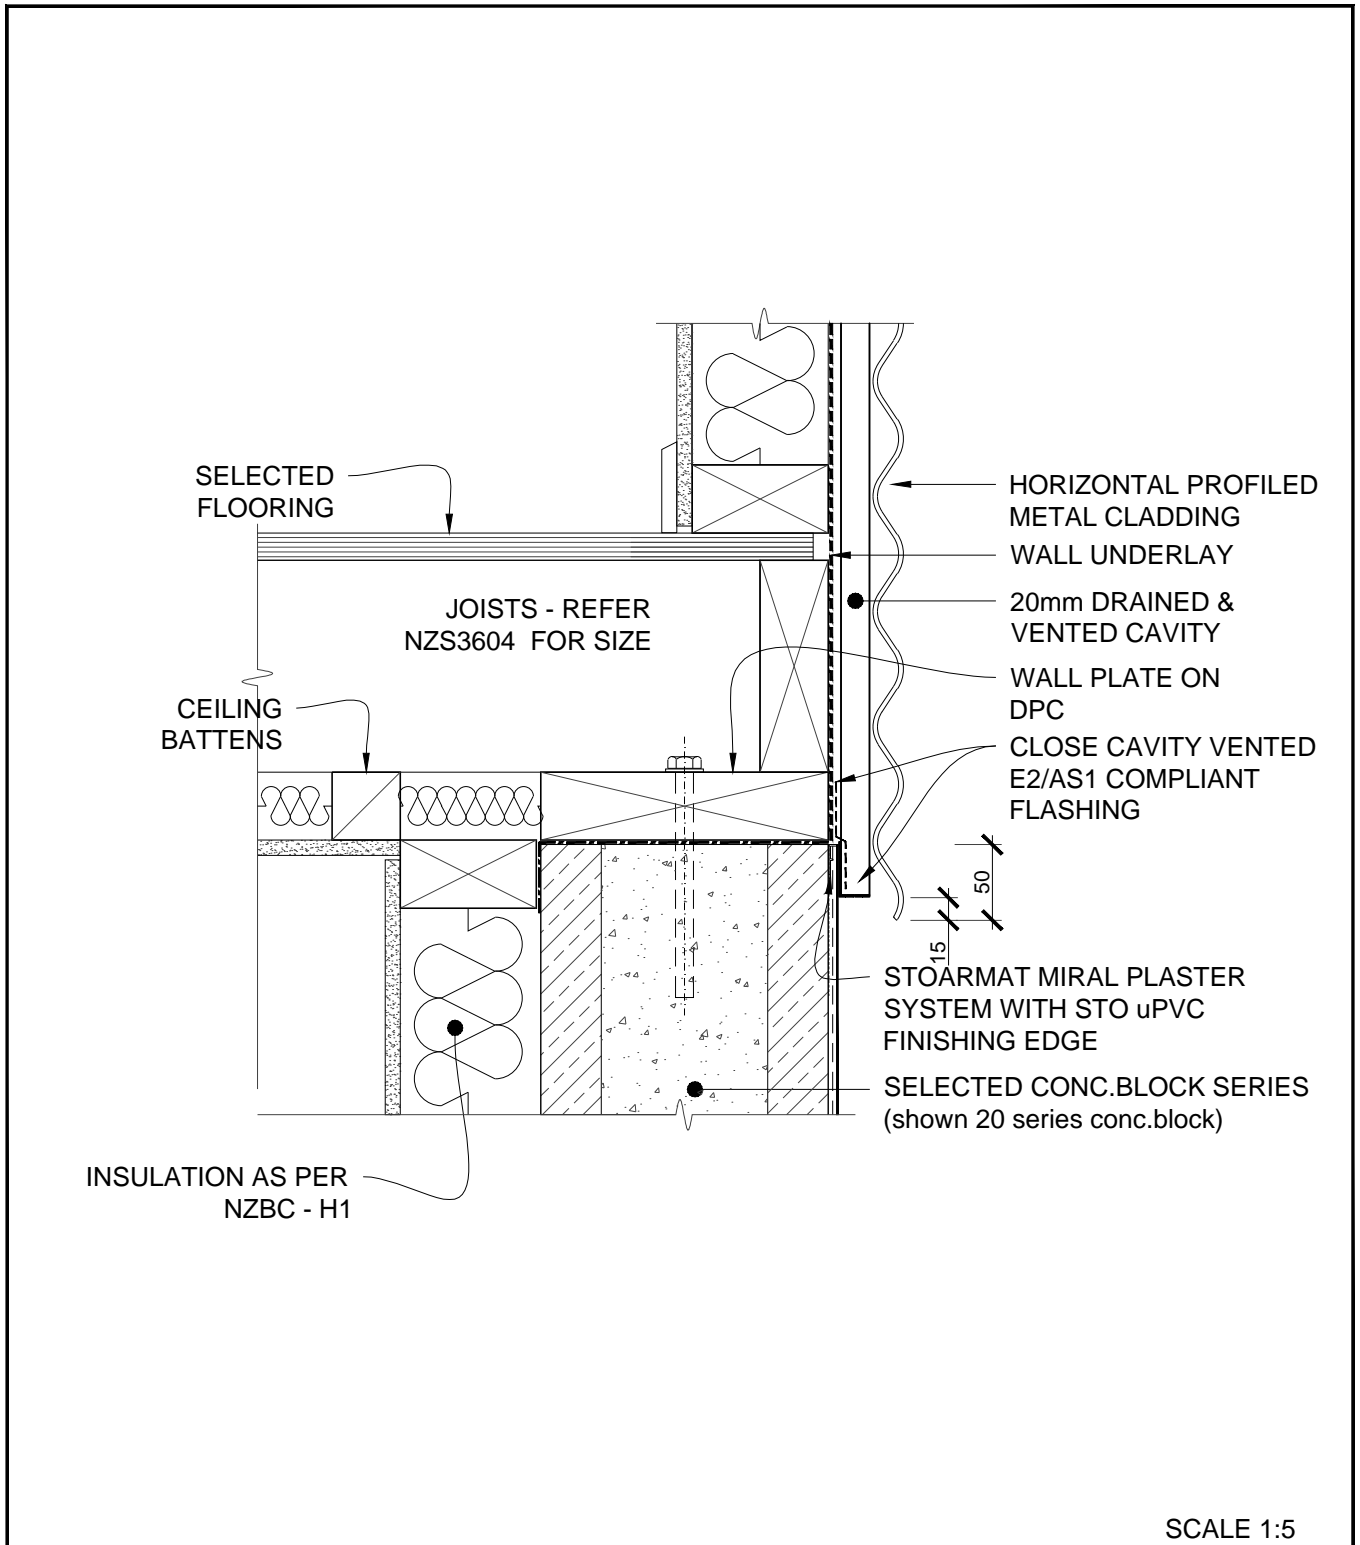 SELECTED
FLOORING
JOISTS - REFER
NZS3604  FOR SIZE
CEILING
BATTENS
HORIZONTAL PROFILED
METAL CLADDING
WALL UNDERLAY
20mm DRAINED &
VENTED CAVITY
WALL PLATE ON
DPC
CLOSE CAVITY VENTED
E2/AS1 COMPLIANT
FLASHING
50
15
STOARMAT MIRAL PLASTER
SYSTEM WITH STO uPVC
FINISHING EDGE
SELECTED CONC.BLOCK SERIES
(shown 20 series conc.block)
INSULATION AS PER
NZBC - H1
SCALE 1:5